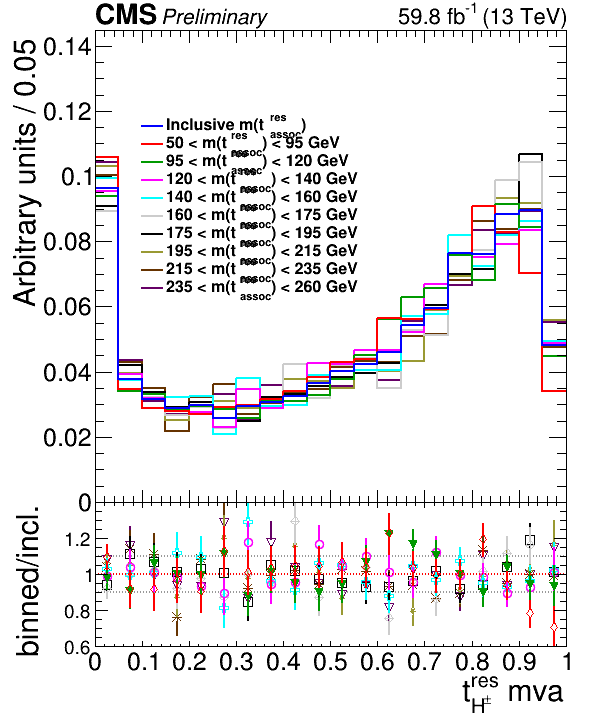 CMS Preliminary 59.8 fb⁻¹ (13 TeV)
Arbitrary units / 0.05
0.14
0.12
0.1
0.08
0.06
0.04
0.02
0
Inclusive m(t^res_assoc)
50 < m(t^res_assoc) < 95 GeV
95 < m(t^res_assoc) < 120 GeV
120 < m(t^res_assoc) < 140 GeV
140 < m(t^res_assoc) < 160 GeV
160 < m(t^res_assoc) < 175 GeV
175 < m(t^res_assoc) < 195 GeV
195 < m(t^res_assoc) < 215 GeV
215 < m(t^res_assoc) < 235 GeV
235 < m(t^res_assoc) < 260 GeV
binned/incl.
1.2
1
0.8
0.6
0 0.1 0.2 0.3 0.4 0.5 0.6 0.7 0.8 0.9 1
t^res_H± mva